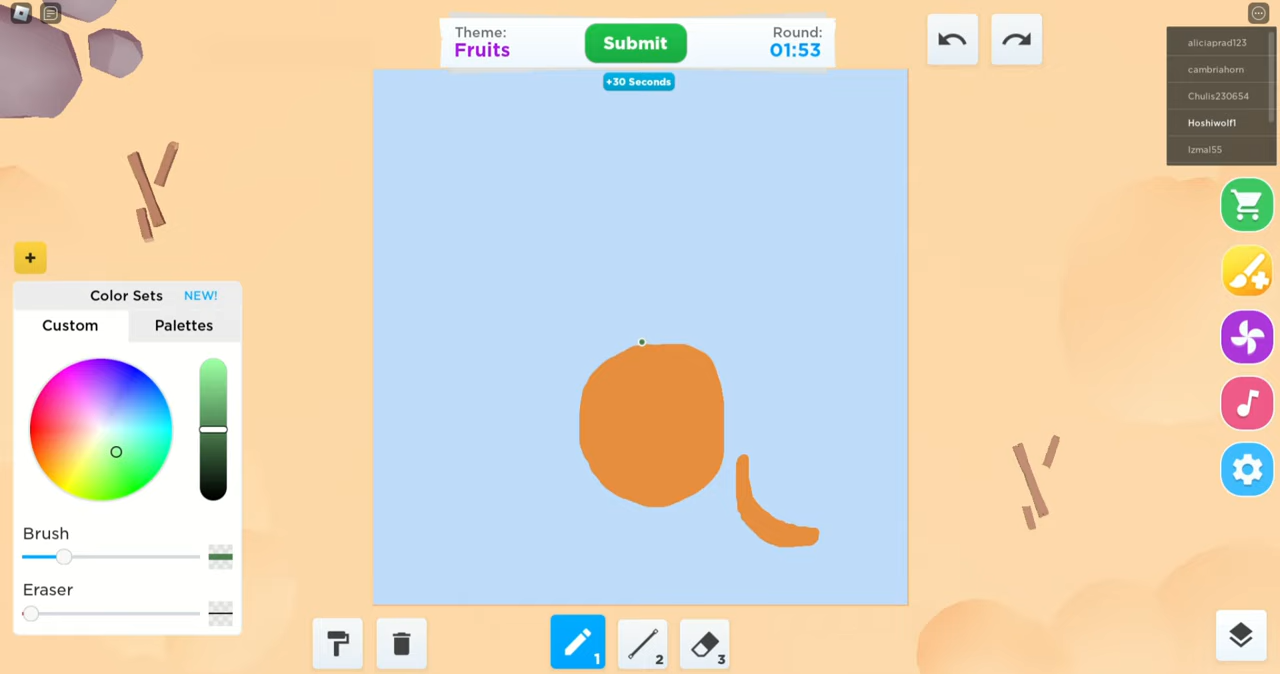 Theme:
Fruits
Submit
Round:
01:53
+30 Seconds
aliciaprad123
cambriahorn
Chulis230654
Hoshiwolf1
Izmal55
+
Color Sets NEW!
Custom Palettes
Brush
Eraser
1
2
3